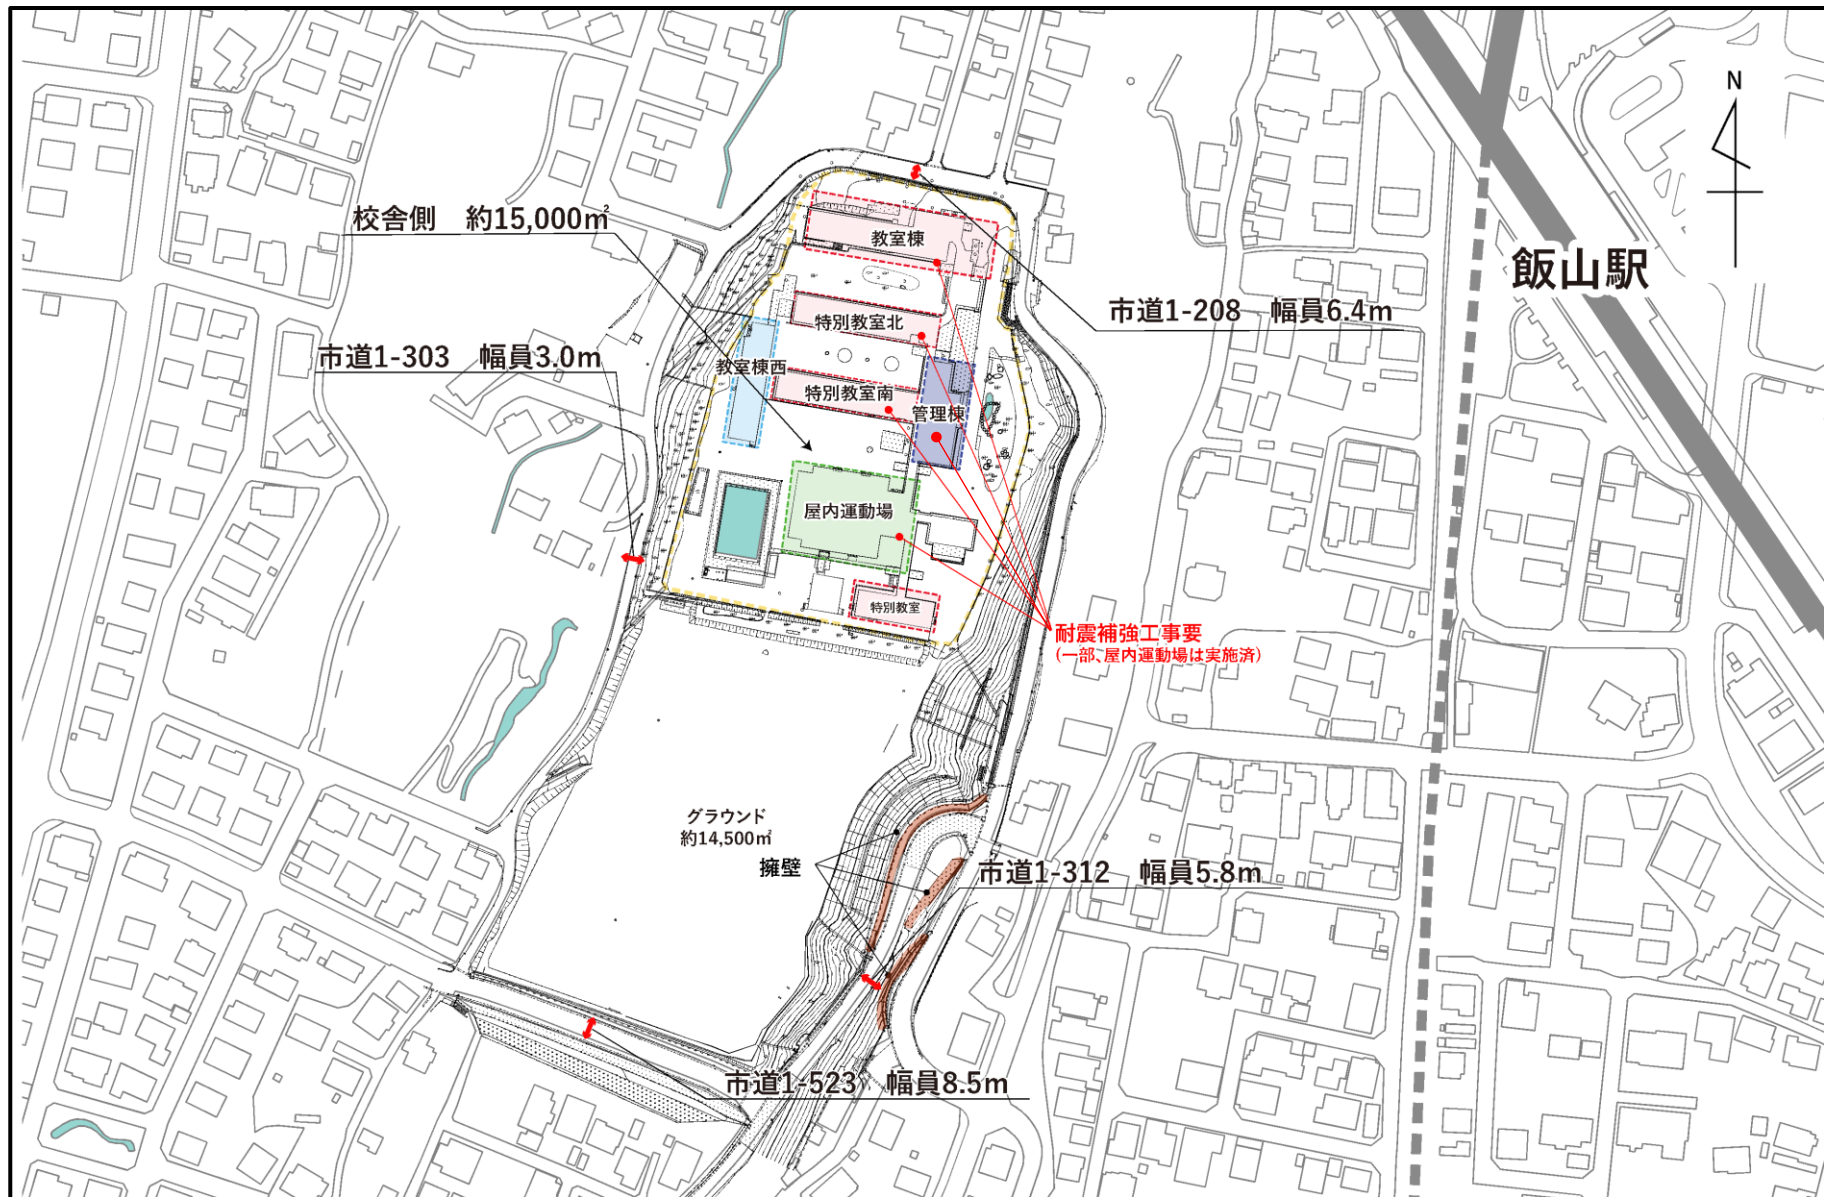 N
校舎側 約15,000㎡
教室棟
飯山駅
市道1-208 幅員6.4m
特別教室北
市道1-303 幅員3.0m
教室棟西
特別教室南
管理棟
屋内運動場
特別教室
耐震補強工事要
(一部、屋内運動場は実施済)
グラウンド
約14,500㎡
擁壁
市道1-312 幅員5.8m
市道1-523 幅員8.5m